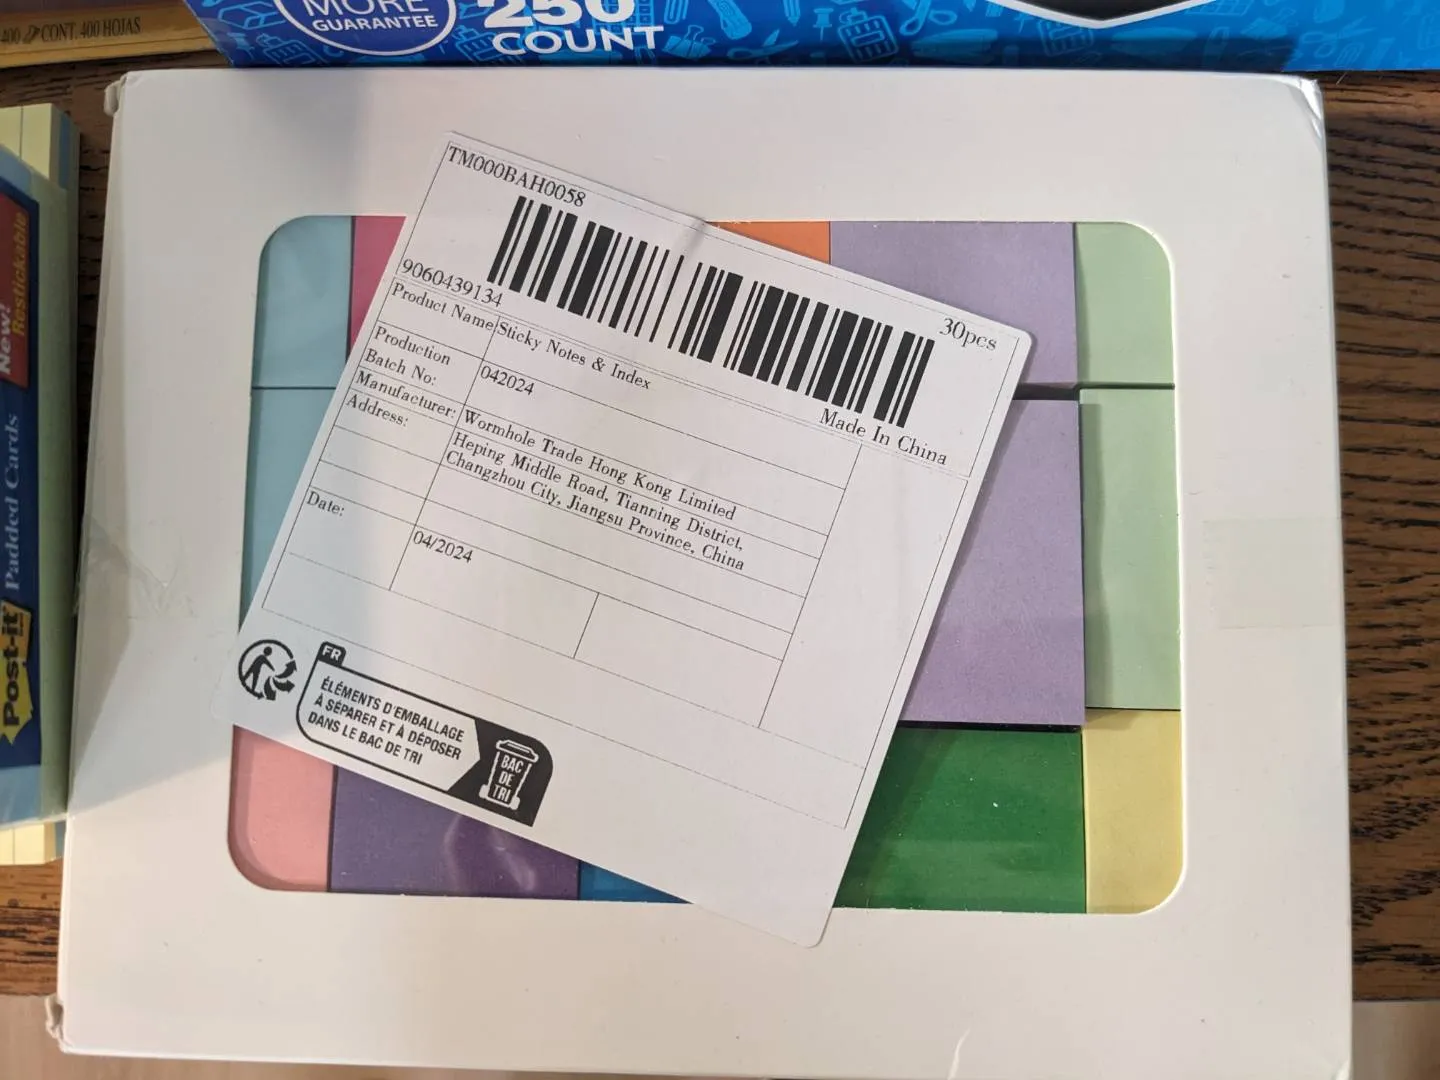 400 CONT. 400 HOJAS
MORE
GUARANTEE
250
COUNT
New!
Restickable
Post-it
Padded Cards
TM000BAH0058
9060439134
30pcs
Made In China
Product Name
Sticky Notes & Index
Production
Batch No:
042024
Manufacturer:
Wormhole Trade Hong Kong Limited
Address:
Heping Middle Road, Tianning District,
Changzhou City, Jiangsu Province, China
Date:
04/2024
FR
ÉLÉMENTS D'EMBALLAGE
À SÉPARER ET À DÉPOSER
DANS LE BAC DE TRI
BAC
DE
TRI